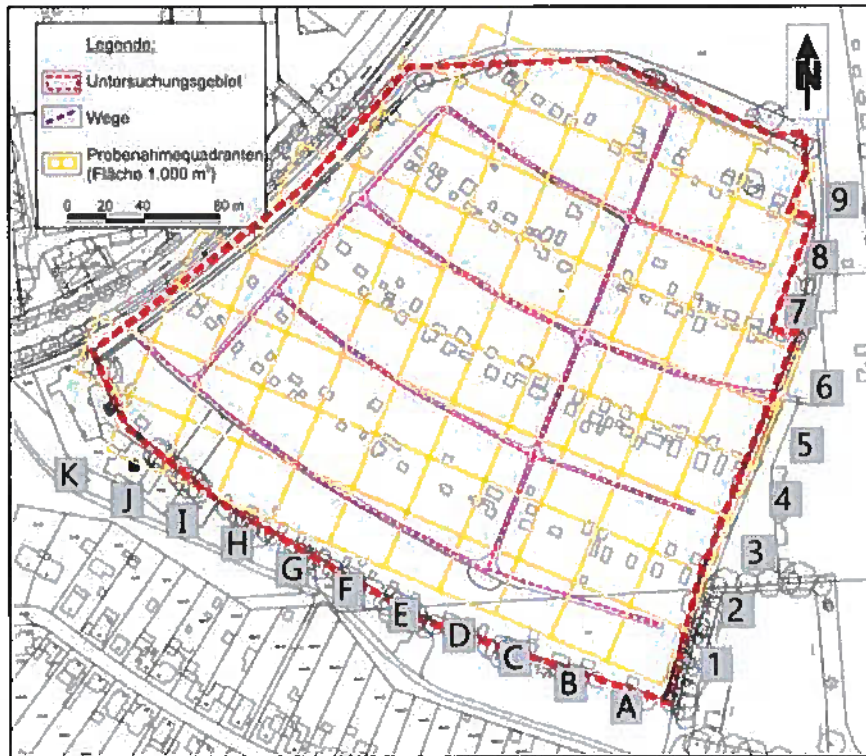 Legende:
Untersuchungsgebiet
Wege
Probenahmequadranten
(Fläche 1.000 m²)
0 20 40 80 m
N
9
8
7
6
5
4
3
2
1
K
J
I
H
G
F
E
D
C
B
A